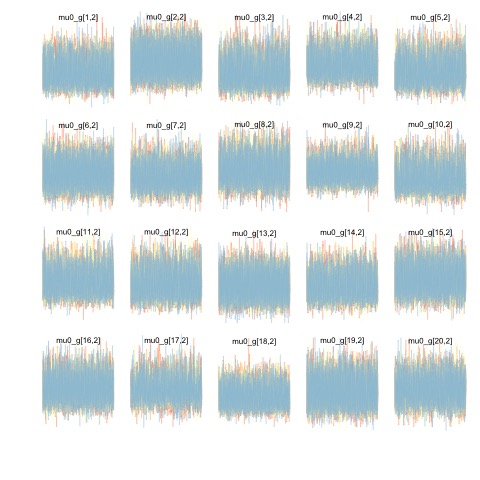 mu0_g[1,2] mu0_g[2,2] mu0_g[3,2] mu0_g[4,2] mu0_g[5,2]
mu0_g[6,2] mu0_g[7,2] mu0_g[8,2] mu0_g[9,2] mu0_g[10,2]
mu0_g[11,2] mu0_g[12,2] mu0_g[13,2] mu0_g[14,2] mu0_g[15,2]
mu0_g[16,2] mu0_g[17,2] mu0_g[18,2] mu0_g[19,2] mu0_g[20,2]